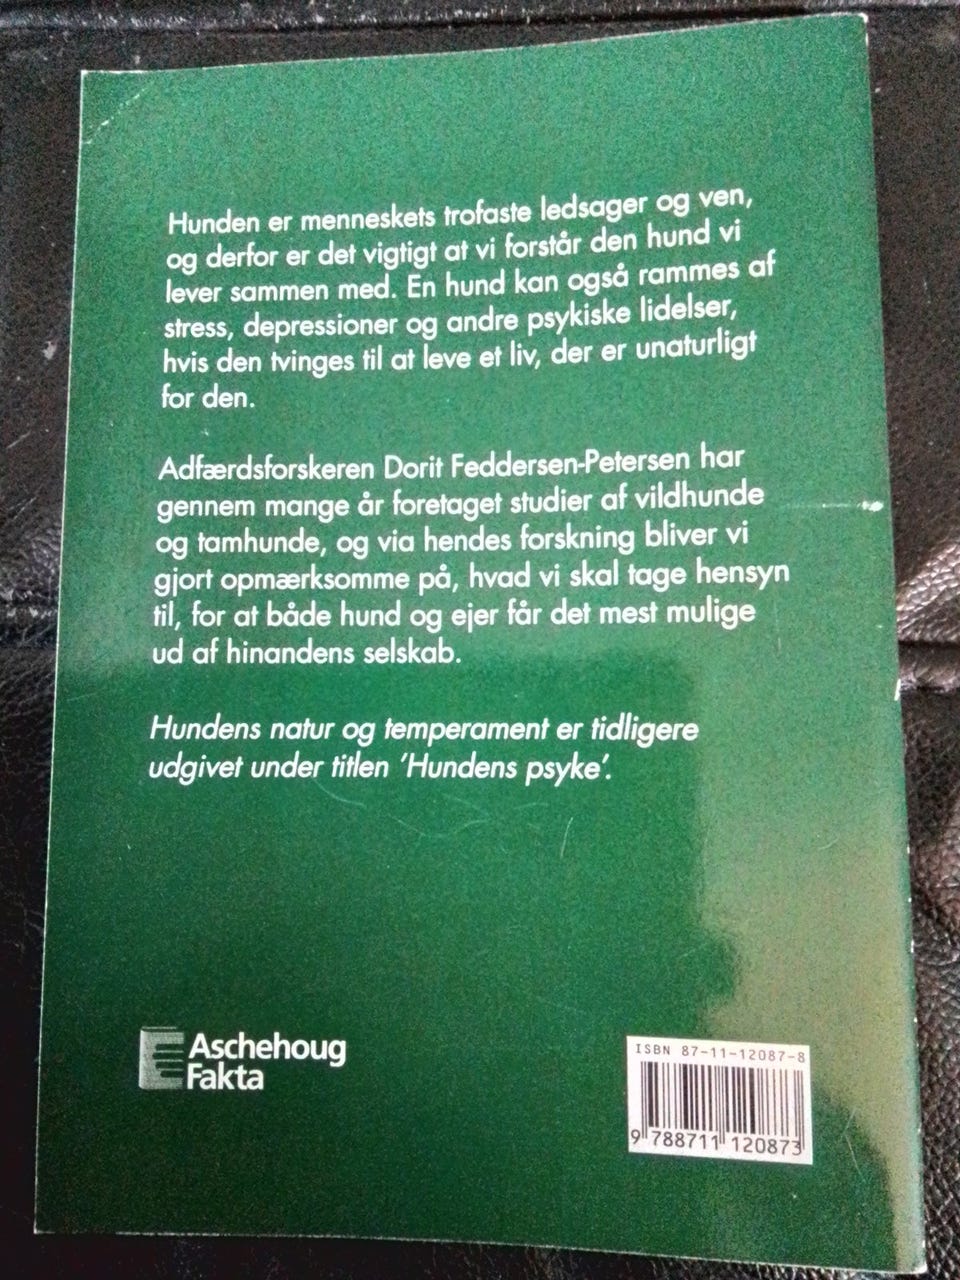 Hunden er menneskets trofaste ledsager og ven,
og derfor er det vigtigt at vi forstår den hund vi
lever sammen med. En hund kan også rammes af
stress, depressioner og andre psykiske lidelser,
hvis den tvinges til at leve et liv, der er unaturligt
for den.
Adfærdsforskeren Dorit Feddersen-Petersen har
gennem mange år foretaget studier af vildhunde
og tamhunde, og via hendes forskning bliver vi
gjort opmærksomme på, hvad vi skal tage hensyn
til, for at både hund og ejer får det mest mulige
ud af hinandens selskab.
Hundens natur og temperament er tidligere
udgivet under titlen 'Hundens psyke'.
Aschehoug
Fakta
ISBN 87-11-12087-8
9 788711 120873